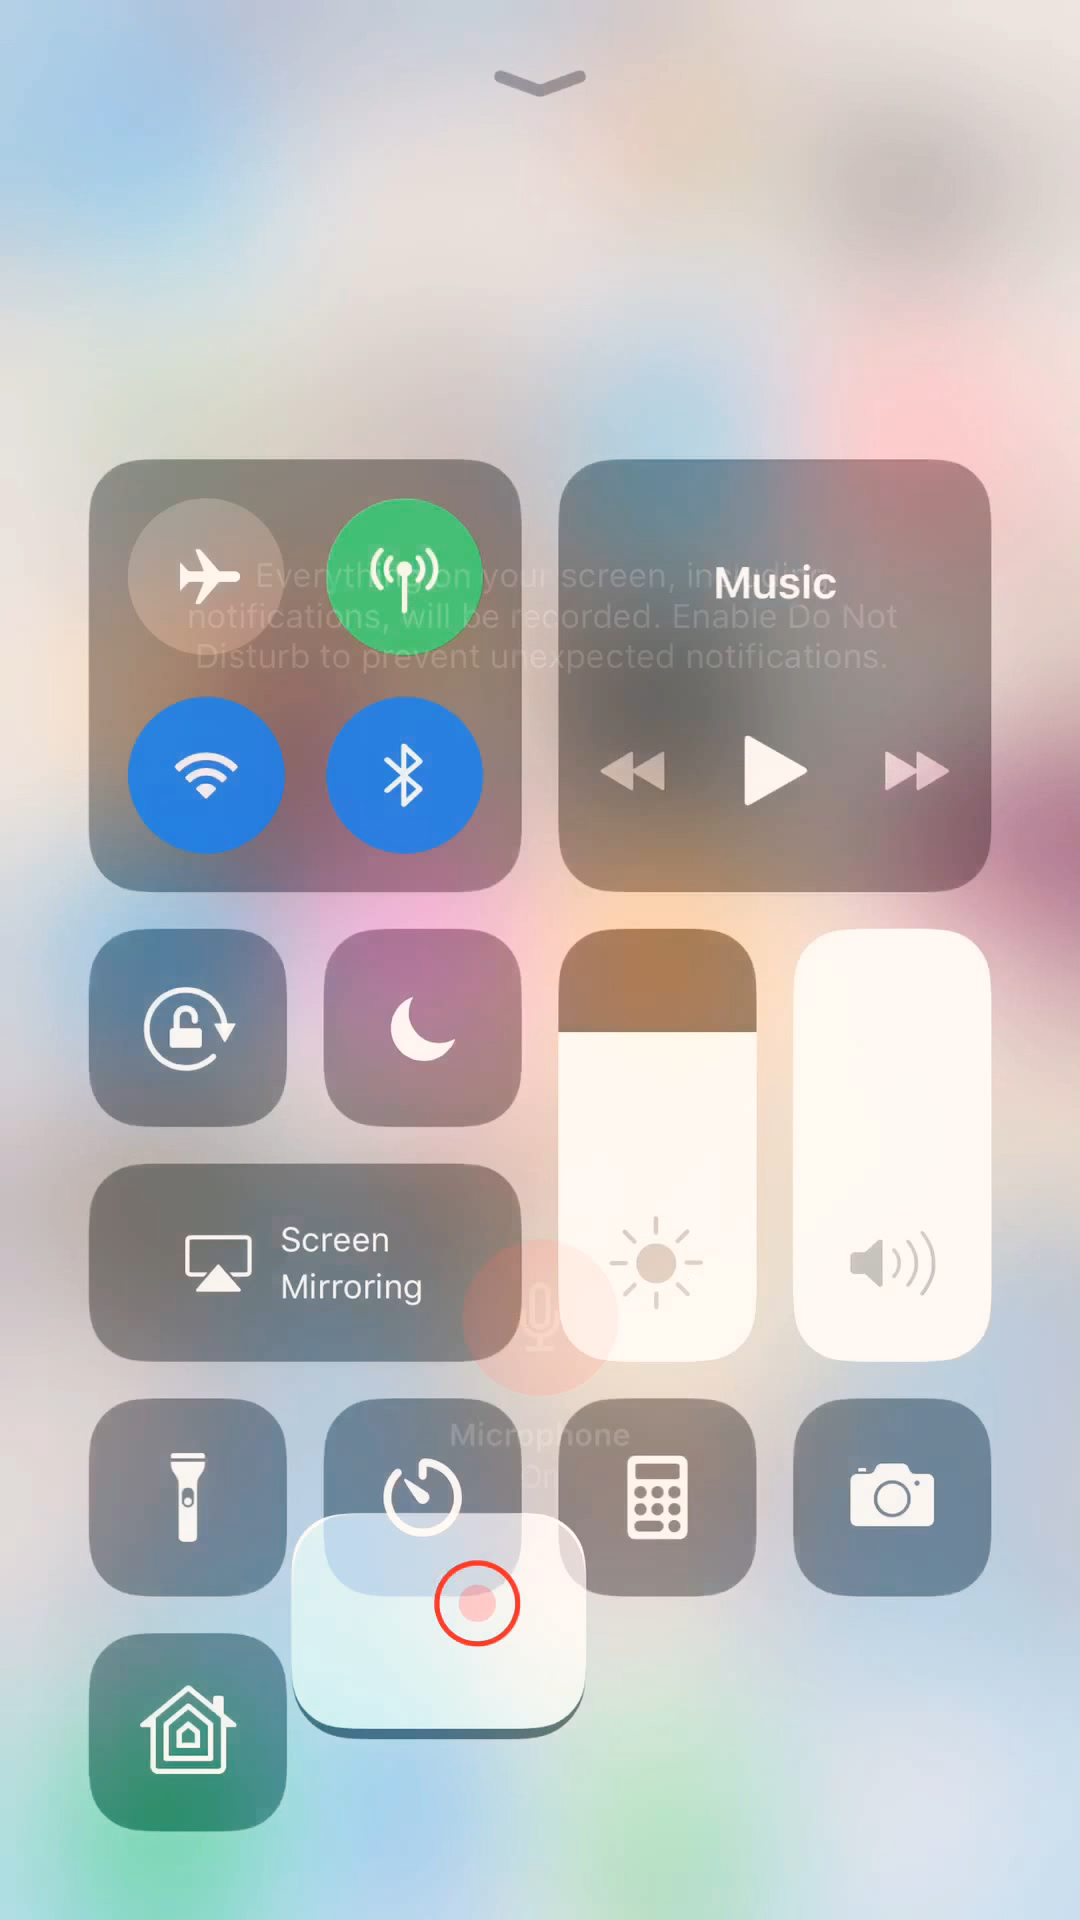 Everything on your screen, including
notifications, will be recorded. Enable Do Not
Disturb to prevent unexpected notifications.
Music
Screen
Mirroring
Microphone
On